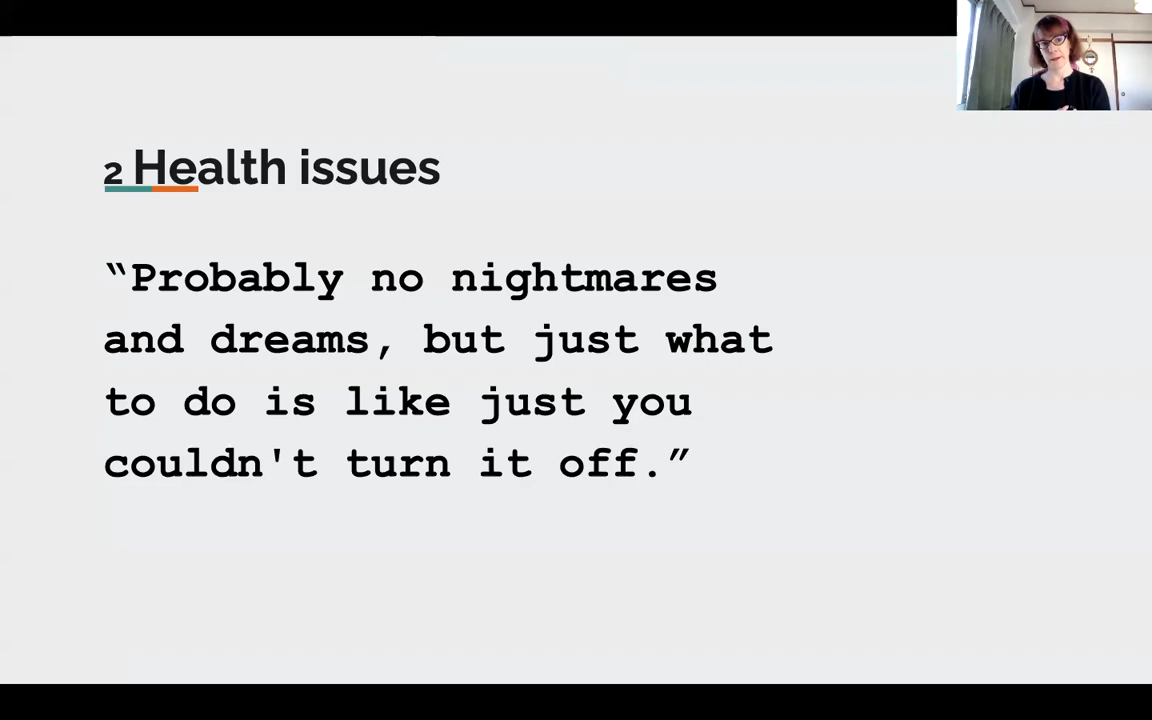 2 Health issues
“Probably no nightmares
and dreams, but just what
to do is like just you
couldn't turn it off.”